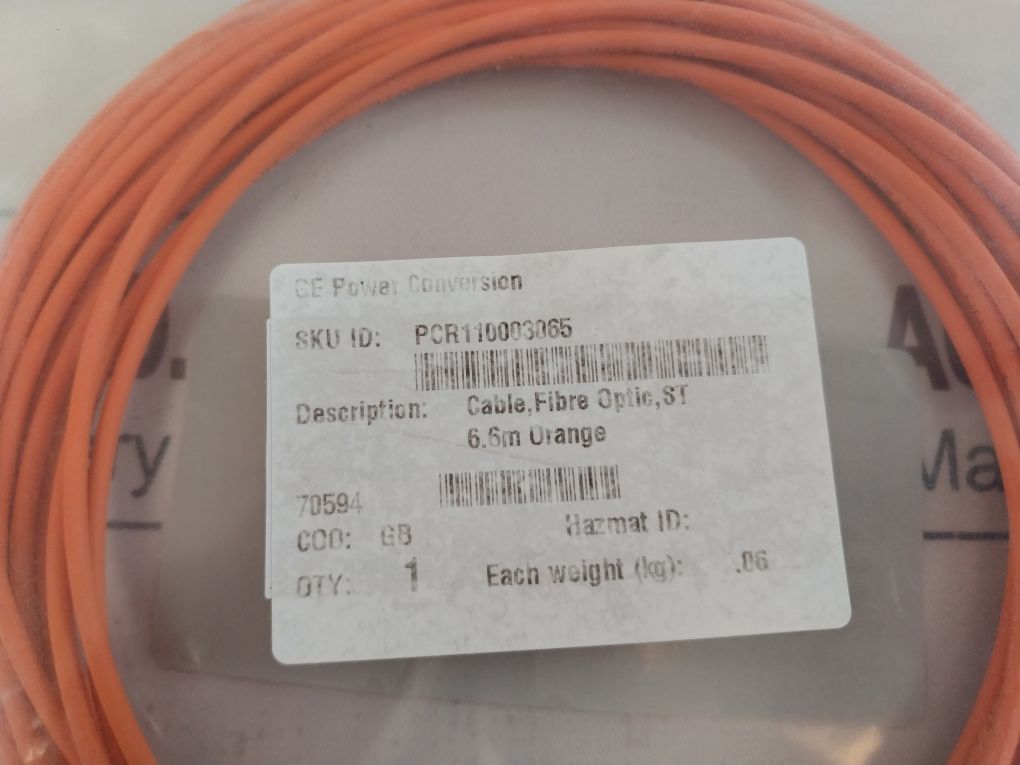 GE Power Conversion
SKU ID: PCR110003065
Description: Cable,Fibre Optic,ST
6.6m Orange
70594
COO: GB Hazmat ID:
QTY: 1 Each weight (kg): .06